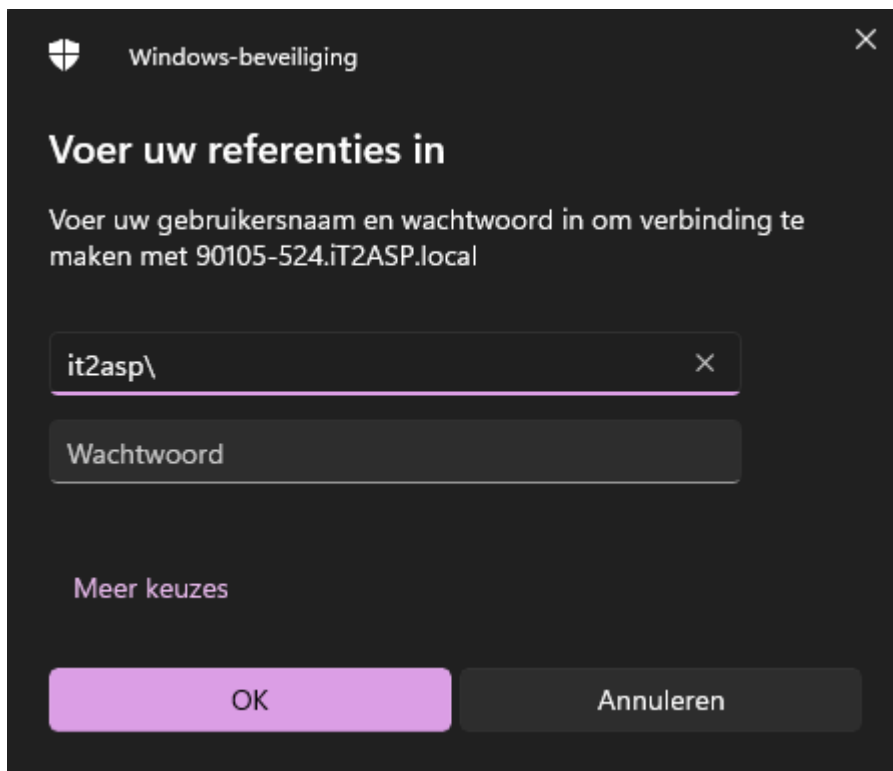 Windows-beveiliging
Voer uw referenties in
Voer uw gebruikersnaam en wachtwoord in om verbinding te
maken met 90105-524.iT2ASP.local
it2asp\
Wachtwoord
Meer keuzes
OK
Annuleren